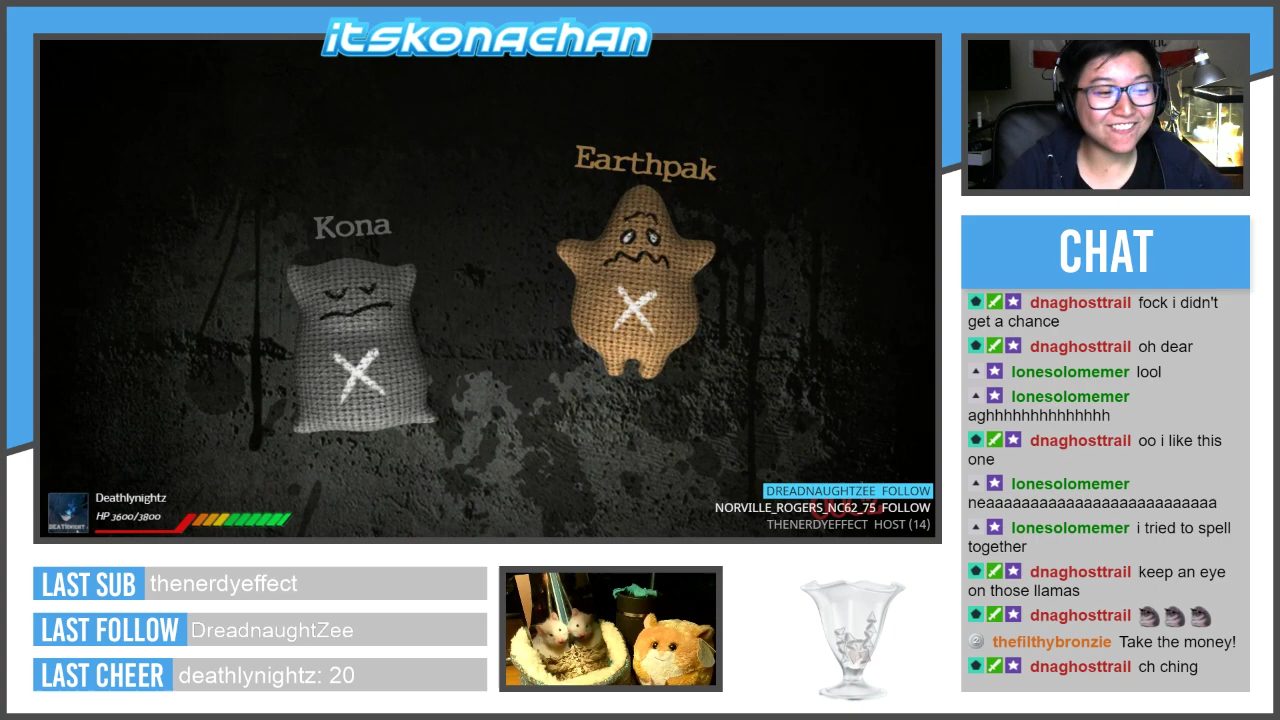 itskonachan
Earthpak
Kona
Deathlynightz
HP 3600/3800
DREADNAUGHTZEE FOLLOW
NORVILLE_ROGERS_NC62_75 FOLLOW
THENERDYEFFECT HOST (14)
LAST SUB thenerdyeffect
LAST FOLLOW DreadnaughtZee
LAST CHEER deathlynightz: 20
CHAT
dnaghosttrail fock i didn't
get a chance
dnaghosttrail oh dear
lonesolomemer lool
lonesolomemer
aghhhhhhhhhhhhhh
dnaghosttrail oo i like this
one
lonesolomemer
neaaaaaaaaaaaaaaaaaaaaaaaaaa
lonesolomemer i tried to spell
together
dnaghosttrail keep an eye
on those llamas
dnaghosttrail
thefilthybronzie Take the money!
dnaghosttrail ch ching